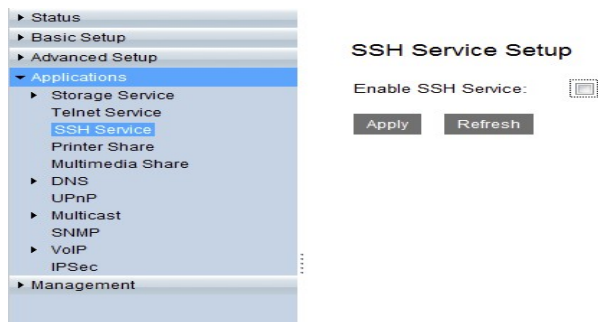 Status
Basic Setup
Advanced Setup
Applications
Storage Service
Telnet Service
SSH Service
Printer Share
Multimedia Share
DNS
UPnP
Multicast
SNMP
VoIP
IPSec
Management
SSH Service Setup
Enable SSH Service:
Apply Refresh